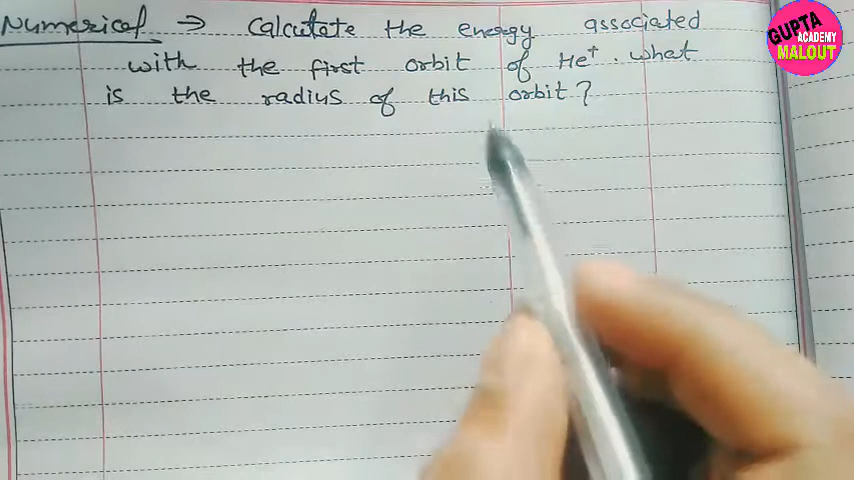 Numerical → Calculate the energy associated
with the first orbit of He⁺. what
is the radius of this orbit?
GUPTA
ACADEMY
MALOUT